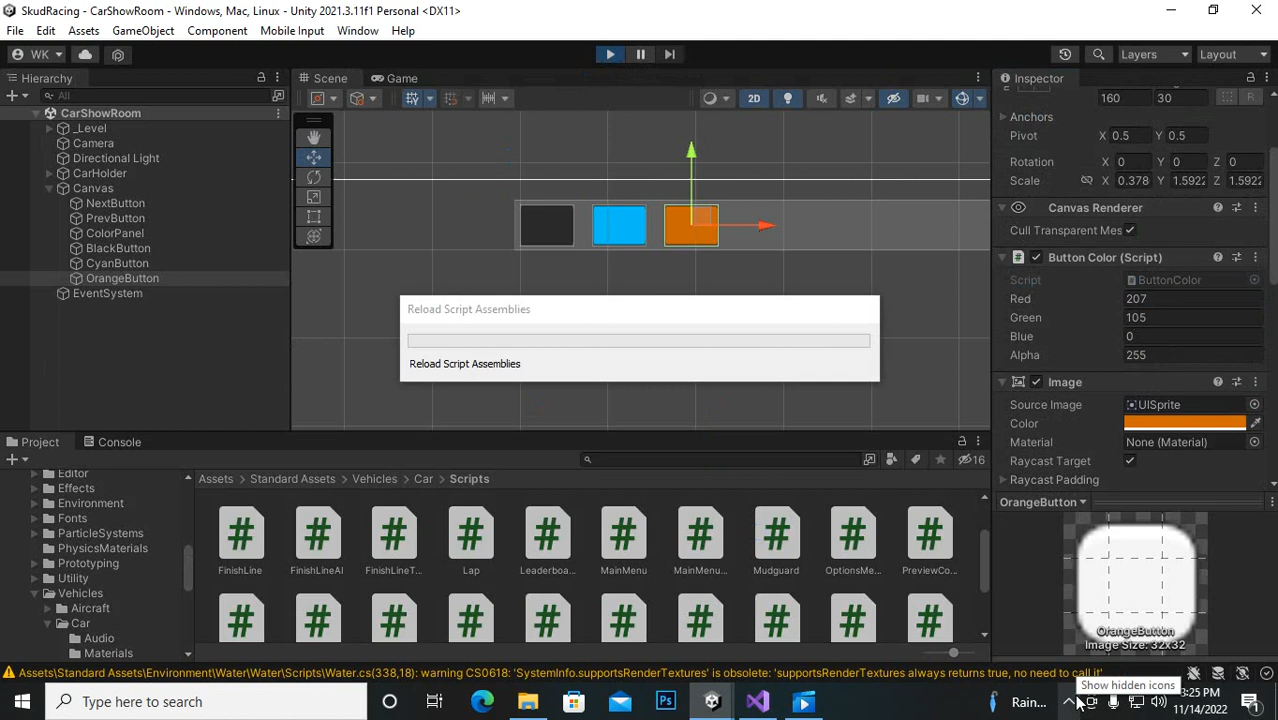 SkudRacing - CarShowRoom - Windows, Mac, Linux - Unity 2021.3.11f1 Personal <DX11>
File Edit Assets GameObject Component Mobile Input Window Help
WK Layers Layout
Hierarchy Scene Game Inspector
All 2D 160 30
CarShowRoom
Anchors
_Level
Pivot X 0.5 Y 0.5
Camera
Directional Light
Rotation X 0 Y 0 Z 0
CarHolder
Scale X 0.378 Y 1.5922 Z 1.5922
Canvas
NextButton
Canvas Renderer
PrevButton
Cull Transparent Mes
ColorPanel
BlackButton
Button Color (Script)
CyanButton
OrangeButton
Script ButtonColor
EventSystem
Red 207
Green 105
Blue 0
Alpha 255
Reload Script Assemblies
Reload Script Assemblies
Image
Source Image UISprite
Color
Material None (Material)
Raycast Target
Raycast Padding
Project Console
16
Editor
Effects
Environment
Fonts
ParticleSystems
PhysicsMaterials
Prototyping
Utility
Vehicles
Aircraft
Car
Audio
Materials
Assets > Standard Assets > Vehicles > Car > Scripts
FinishLine FinishLineAI FinishLineT... Lap Leaderboa... MainMenu MainMenu... Mudguard OptionsMe... PreviewCo...
OrangeButton
OrangeButton
Image Size: 32x32
Assets\Standard Assets\Environment\Water\Water\Scripts\Water.cs(338,18): warning CS0618: 'SystemInfo.supportsRenderTextures' is obsolete: 'supportsRenderTextures always returns true, no need to call it'
Show hidden icons
Type here to search
Rain...
3:25 PM
11/14/2022
1